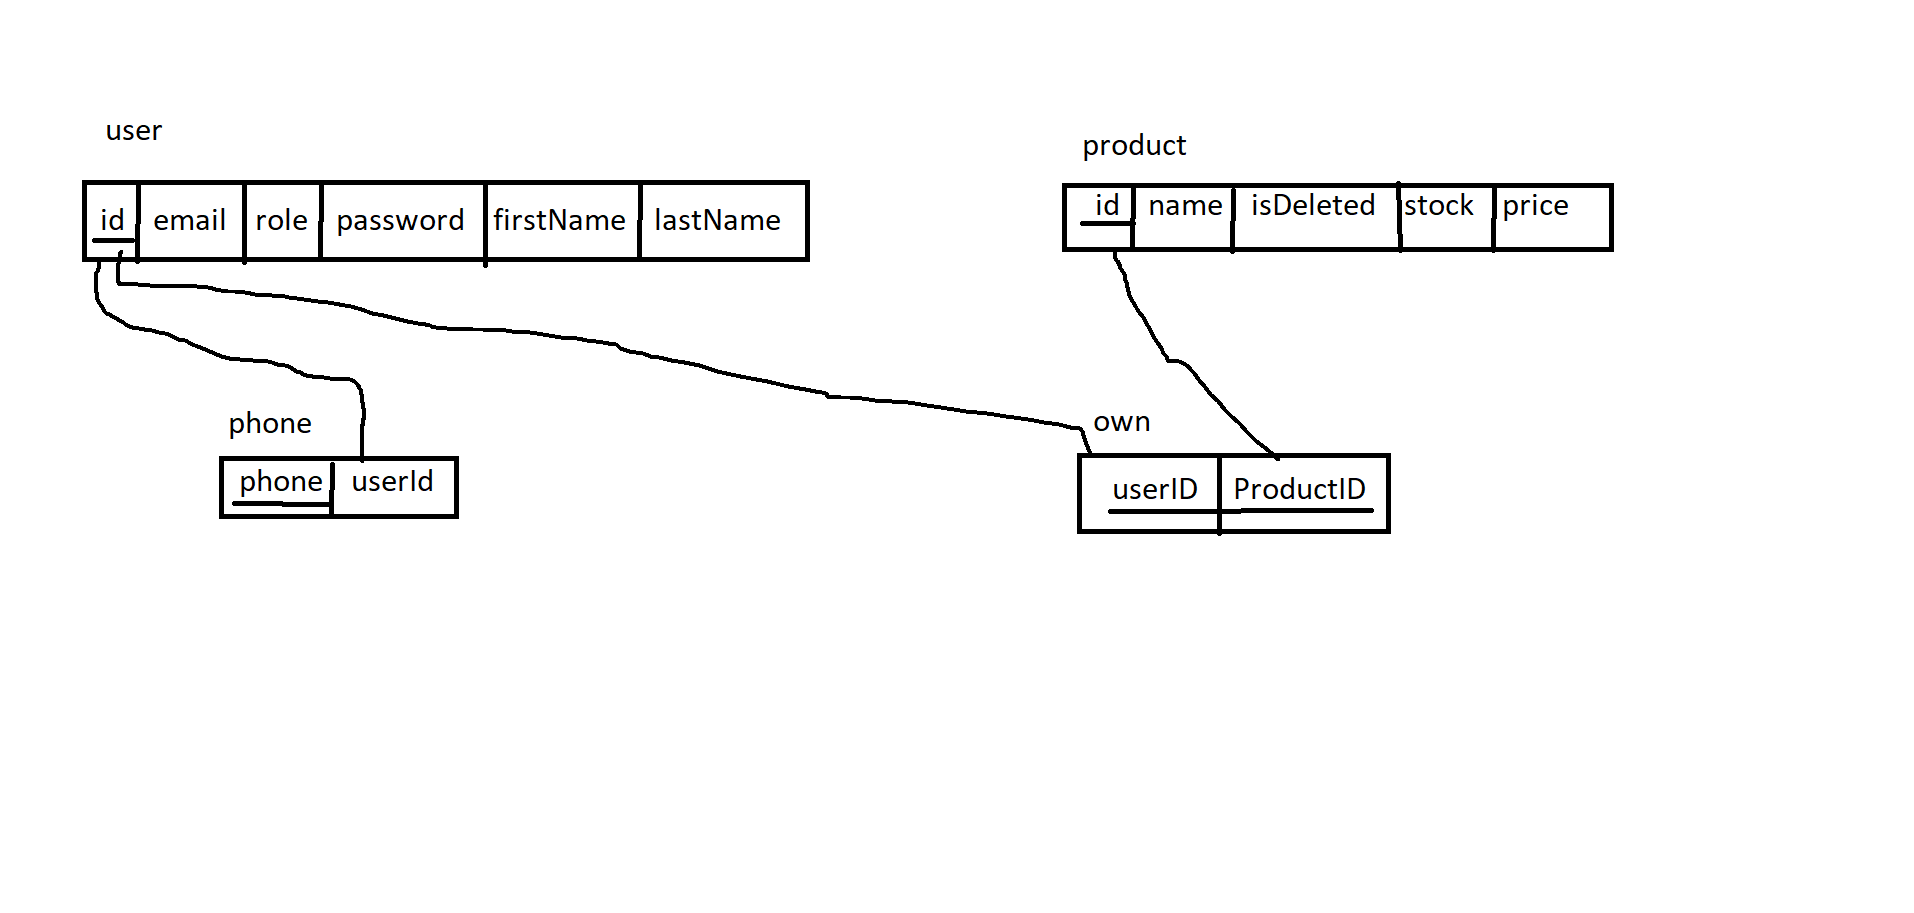 user
id email role password firstName lastName
product
id name isDeleted stock price
phone
phone userId
own
userID ProductID